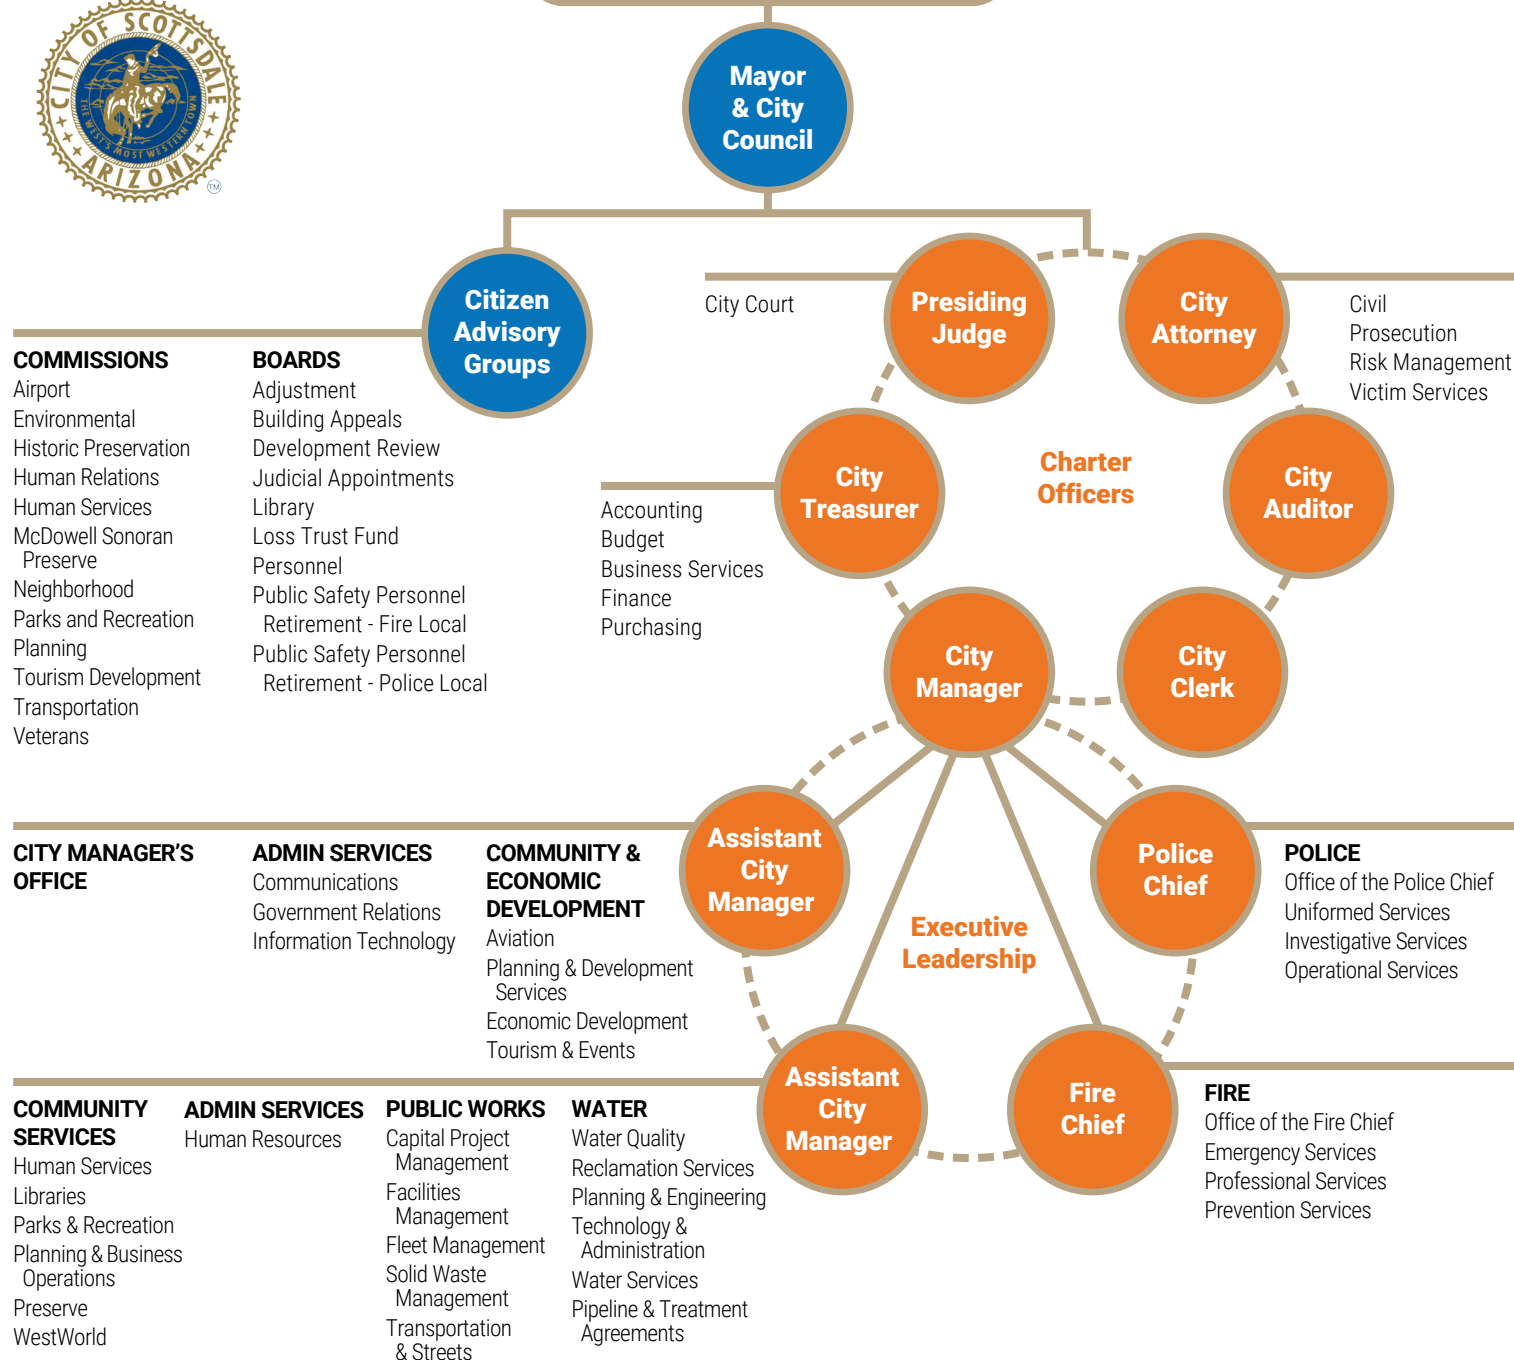 CITY OF SCOTTSDALE
ARIZONA
THE WEST'S MOST WESTERN TOWN
TM
Mayor
& City
Council
Citizen
Advisory
Groups
COMMISSIONS
Airport
Environmental
Historic Preservation
Human Relations
Human Services
McDowell Sonoran
Preserve
Neighborhood
Parks and Recreation
Planning
Tourism Development
Transportation
Veterans
BOARDS
Adjustment
Building Appeals
Development Review
Judicial Appointments
Library
Loss Trust Fund
Personnel
Public Safety Personnel
Retirement - Fire Local
Public Safety Personnel
Retirement - Police Local
City Court
Presiding
Judge
City
Attorney
Civil
Prosecution
Risk Management
Victim Services
City
Treasurer
Accounting
Budget
Business Services
Finance
Purchasing
Charter
Officers
City
Auditor
City
Manager
City
Clerk
Assistant
City
Manager
CITY MANAGER'S
OFFICE
ADMIN SERVICES
Communications
Government Relations
Information Technology
COMMUNITY &
ECONOMIC
DEVELOPMENT
Aviation
Planning & Development
Services
Economic Development
Tourism & Events
Executive
Leadership
Police
Chief
POLICE
Office of the Police Chief
Uniformed Services
Investigative Services
Operational Services
Assistant
City
Manager
COMMUNITY
SERVICES
Human Services
Libraries
Parks & Recreation
Planning & Business
Operations
Preserve
WestWorld
ADMIN SERVICES
Human Resources
PUBLIC WORKS
Capital Project
Management
Facilities
Management
Fleet Management
Solid Waste
Management
Transportation
& Streets
WATER
Water Quality
Reclamation Services
Planning & Engineering
Technology &
Administration
Water Services
Pipeline & Treatment
Agreements
Fire
Chief
FIRE
Office of the Fire Chief
Emergency Services
Professional Services
Prevention Services